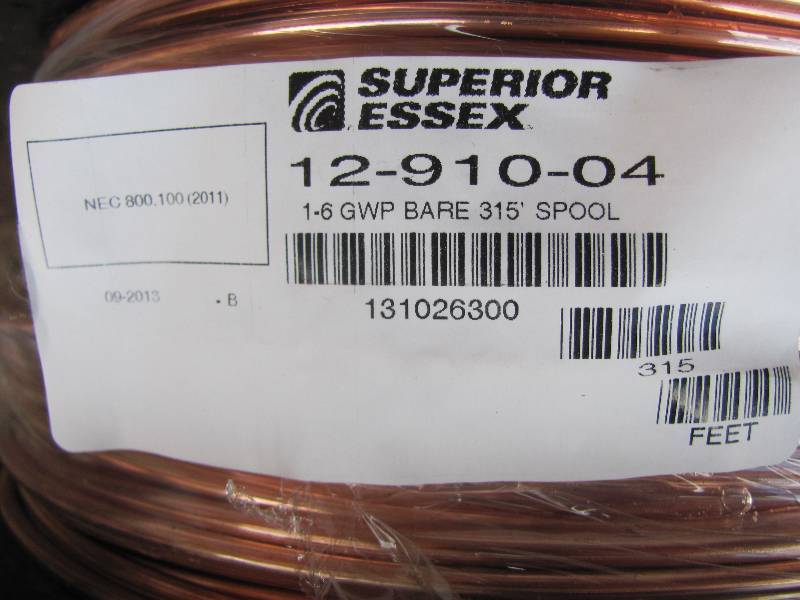 SUPERIOR
ESSEX
12-910-04
1-6 GWP BARE 315' SPOOL
NEC 800.100 (2011)
09-2013 - B
131026300
315
FEET